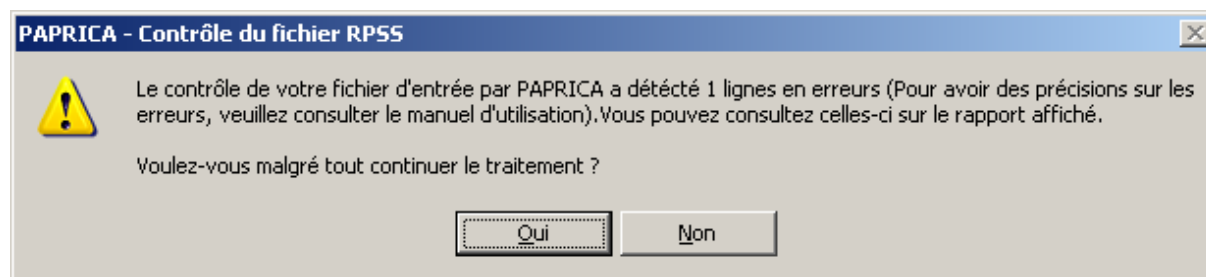 PAPRICA - Contrôle du fichier RPSS
Le contrôle de votre fichier d'entrée par PAPRICA a détécté 1 lignes en erreurs (Pour avoir des précisions sur les
erreurs, veuillez consulter le manuel d'utilisation).Vous pouvez consultez celles-ci sur le rapport affiché.
Voulez-vous malgré tout continuer le traitement ?
Oui
Non